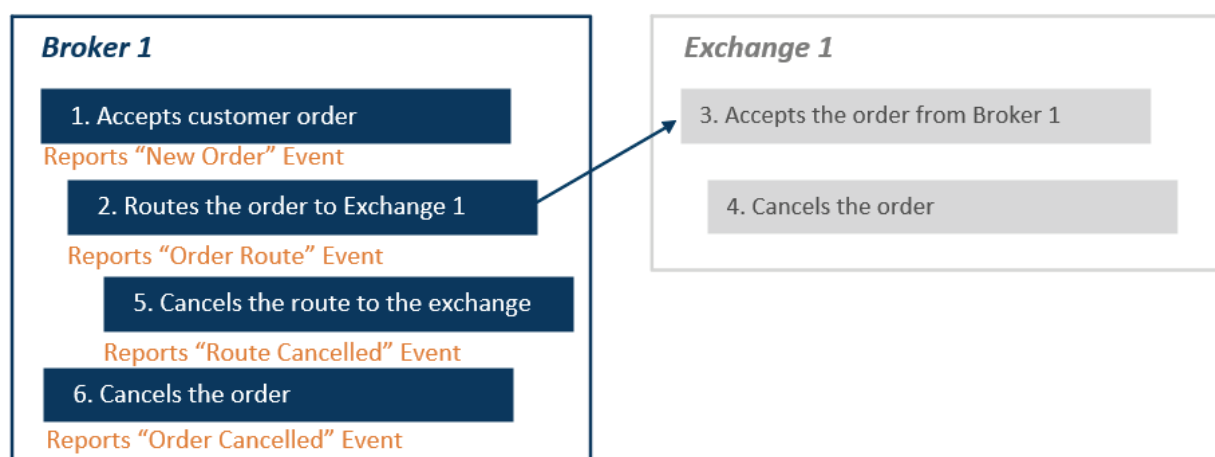 Broker 1
1. Accepts customer order
Reports “New Order” Event
2. Routes the order to Exchange 1
Reports “Order Route” Event
5. Cancels the route to the exchange
Reports “Route Cancelled” Event
6. Cancels the order
Reports “Order Cancelled” Event
Exchange 1
3. Accepts the order from Broker 1
4. Cancels the order